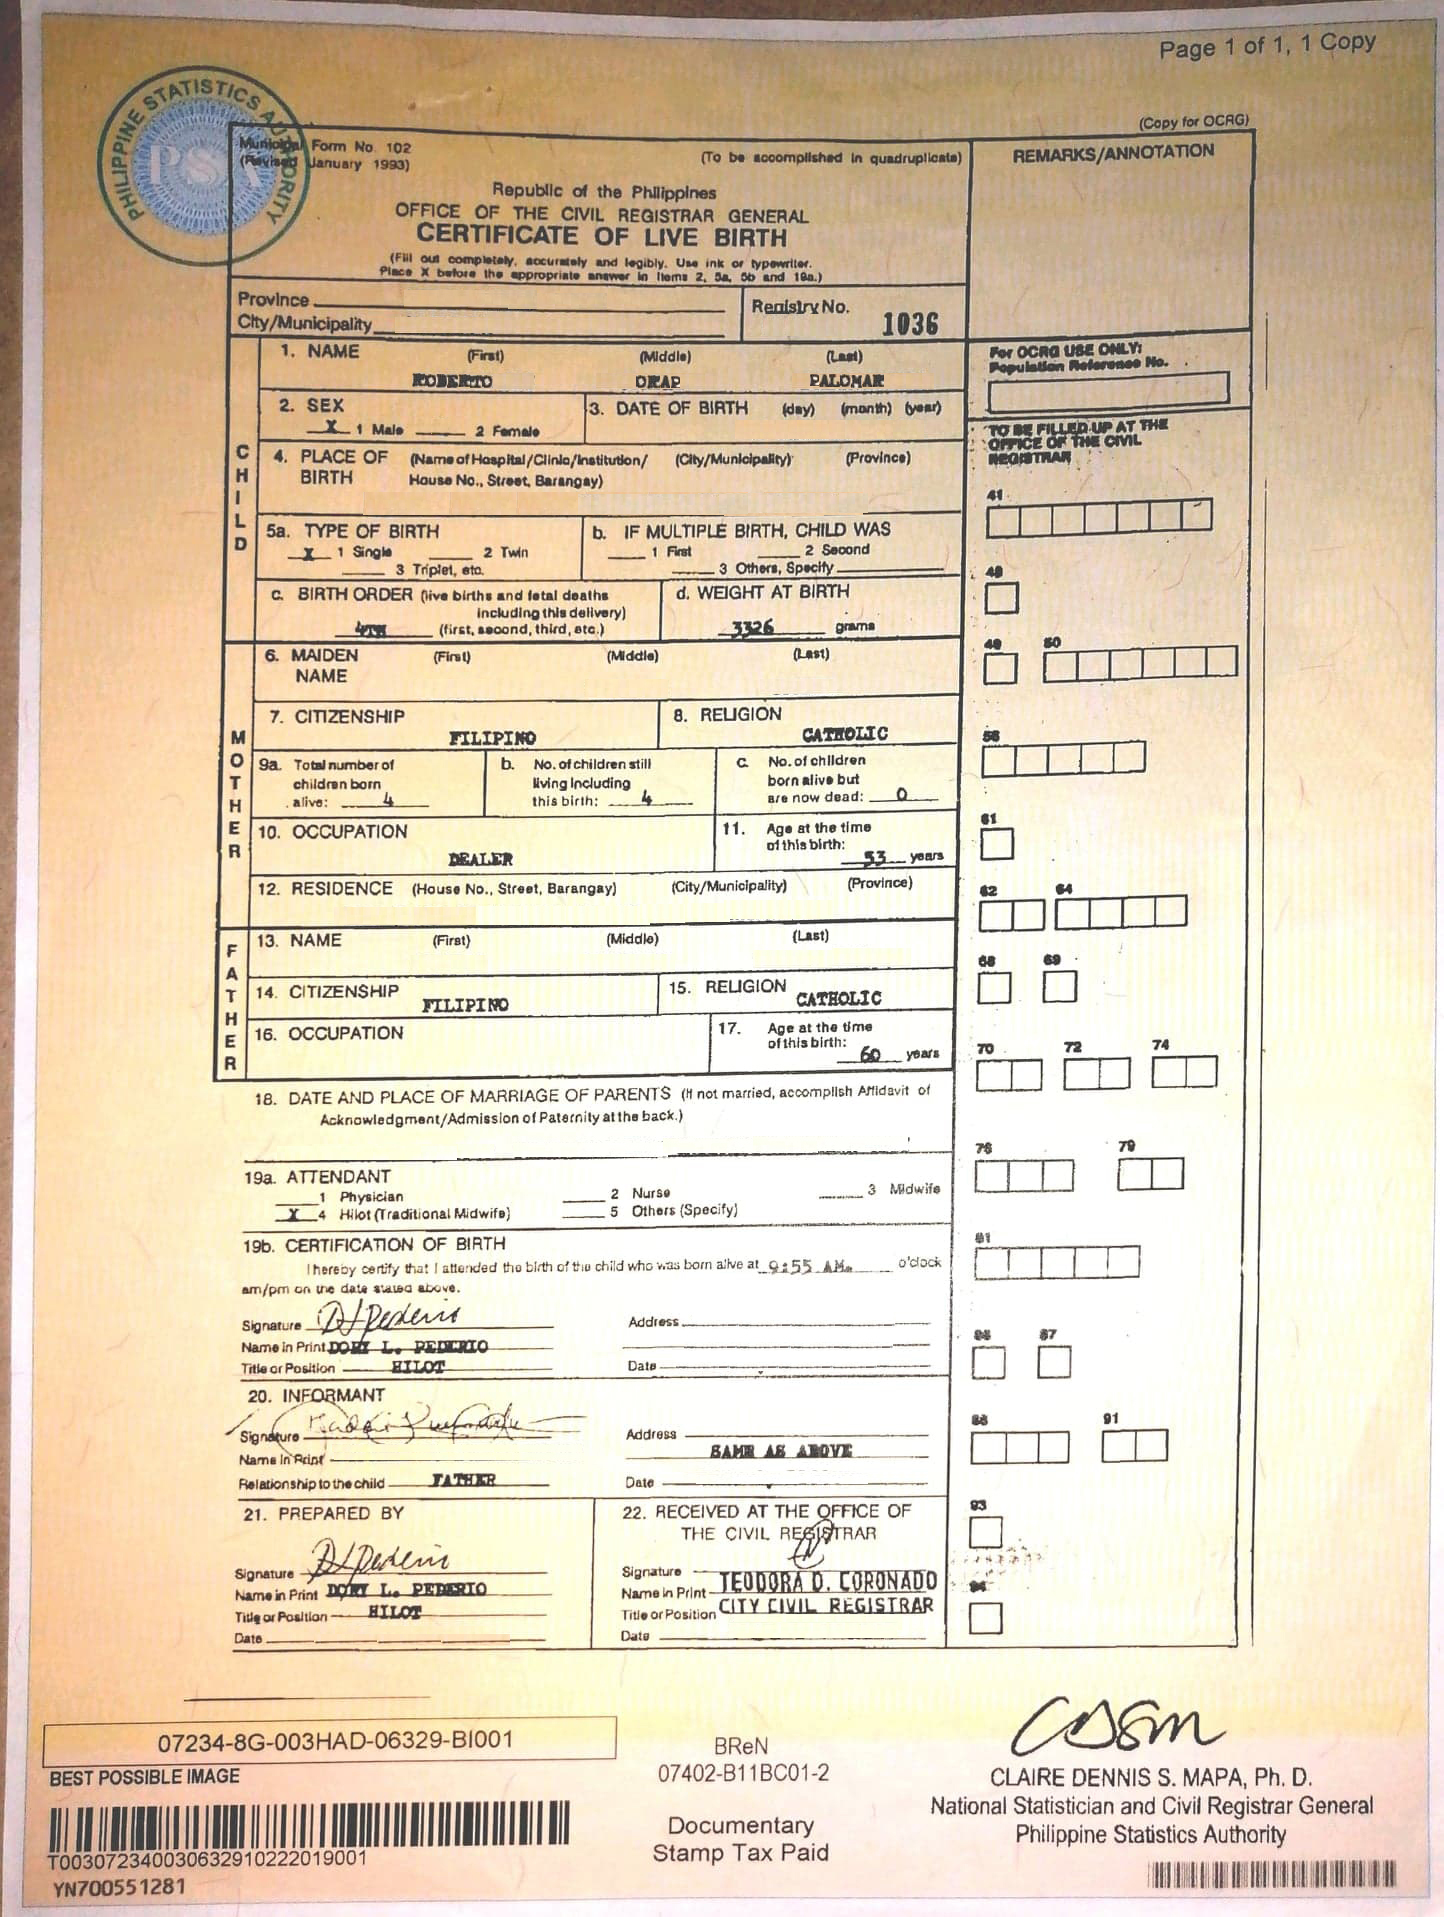 Page 1 of 1, 1 Copy
PHILIPPINE STATISTICS AUTHORITY
PSA
(Copy for OCRG)
Municipal Form No. 102
(Revised January 1993)
(To be accomplished in quadruplicate)
REMARKS/ANNOTATION
Republic of the Philippines
OFFICE OF THE CIVIL REGISTRAR GENERAL
CERTIFICATE OF LIVE BIRTH
(Fill out completely, accurately and legibly. Use ink or typewriter.
Place X before the appropriate answer in Items 2, 5a, 5b and 19a.)
Province
City/Municipality
Registry No. 1036
For OCRG USE ONLY:
Population Reference No.
TO BE FILLED UP AT THE
OFFICE OF THE CIVIL
REGISTRAR
CHILD
1. NAME (First) (Middle) (Last)
ROBERTO ORAP PALOMAR
2. SEX
X 1 Male 2 Female
3. DATE OF BIRTH (day) (month) (year)
4. PLACE OF BIRTH (Name of Hospital/Clinic/Institution/ (City/Municipality) (Province)
House No., Street, Barangay)
41
5a. TYPE OF BIRTH
X 1 Single 2 Twin
3 Triplet, etc.
b. IF MULTIPLE BIRTH, CHILD WAS
1 First 2 Second
3 Others, Specify
48
c. BIRTH ORDER (live births and fetal deaths
including this delivery)
4TH (first, second, third, etc.)
d. WEIGHT AT BIRTH
3326 grams
49 50
MOTHER
6. MAIDEN NAME (First) (Middle) (Last)
7. CITIZENSHIP
FILIPINO
8. RELIGION
CATHOLIC
56
9a. Total number of
children born
alive: 4
b. No. of children still
living including
this birth: 4
c. No. of children
born alive but
are now dead: 0
10. OCCUPATION
DEALER
11. Age at the time
of this birth:
53 years
61
12. RESIDENCE (House No., Street, Barangay) (City/Municipality) (Province)
62 64
FATHER
13. NAME (First) (Middle) (Last)
68 69
14. CITIZENSHIP
FILIPINO
15. RELIGION
CATHOLIC
16. OCCUPATION
17. Age at the time
of this birth:
60 years
70 72 74
18. DATE AND PLACE OF MARRIAGE OF PARENTS (If not married, accomplish Affidavit of
Acknowledgment/Admission of Paternity at the back.)
76 79
19a. ATTENDANT
1 Physician 2 Nurse 3 Midwife
X 4 Hilot (Traditional Midwife) 5 Others (Specify)
19b. CERTIFICATION OF BIRTH
I hereby certify that I attended the birth of the child who was born alive at 9:55 AM. o'clock
am/pm on the date stated above.
81
Signature
Address
Name in Print DORY L. PEDERIO
Title or Position HILOT
Date
86 87
20. INFORMANT
Signature
Address
SAME AS ABOVE
Name in Print
Relationship to the child FATHER
Date
88 91
21. PREPARED BY
Signature
Name in Print DORY L. PEDERIO
Title or Position HILOT
Date
22. RECEIVED AT THE OFFICE OF
THE CIVIL REGISTRAR
Signature
Name in Print TEODORA D. CORONADO
Title or Position CITY CIVIL REGISTRAR
Date
93
94
07234-8G-003HAD-06329-BI001
BEST POSSIBLE IMAGE
T003072340030632910222019001
YN700551281
BReN
07402-B11BC01-2
Documentary
Stamp Tax Paid
CLAIRE DENNIS S. MAPA, Ph. D.
National Statistician and Civil Registrar General
Philippine Statistics Authority